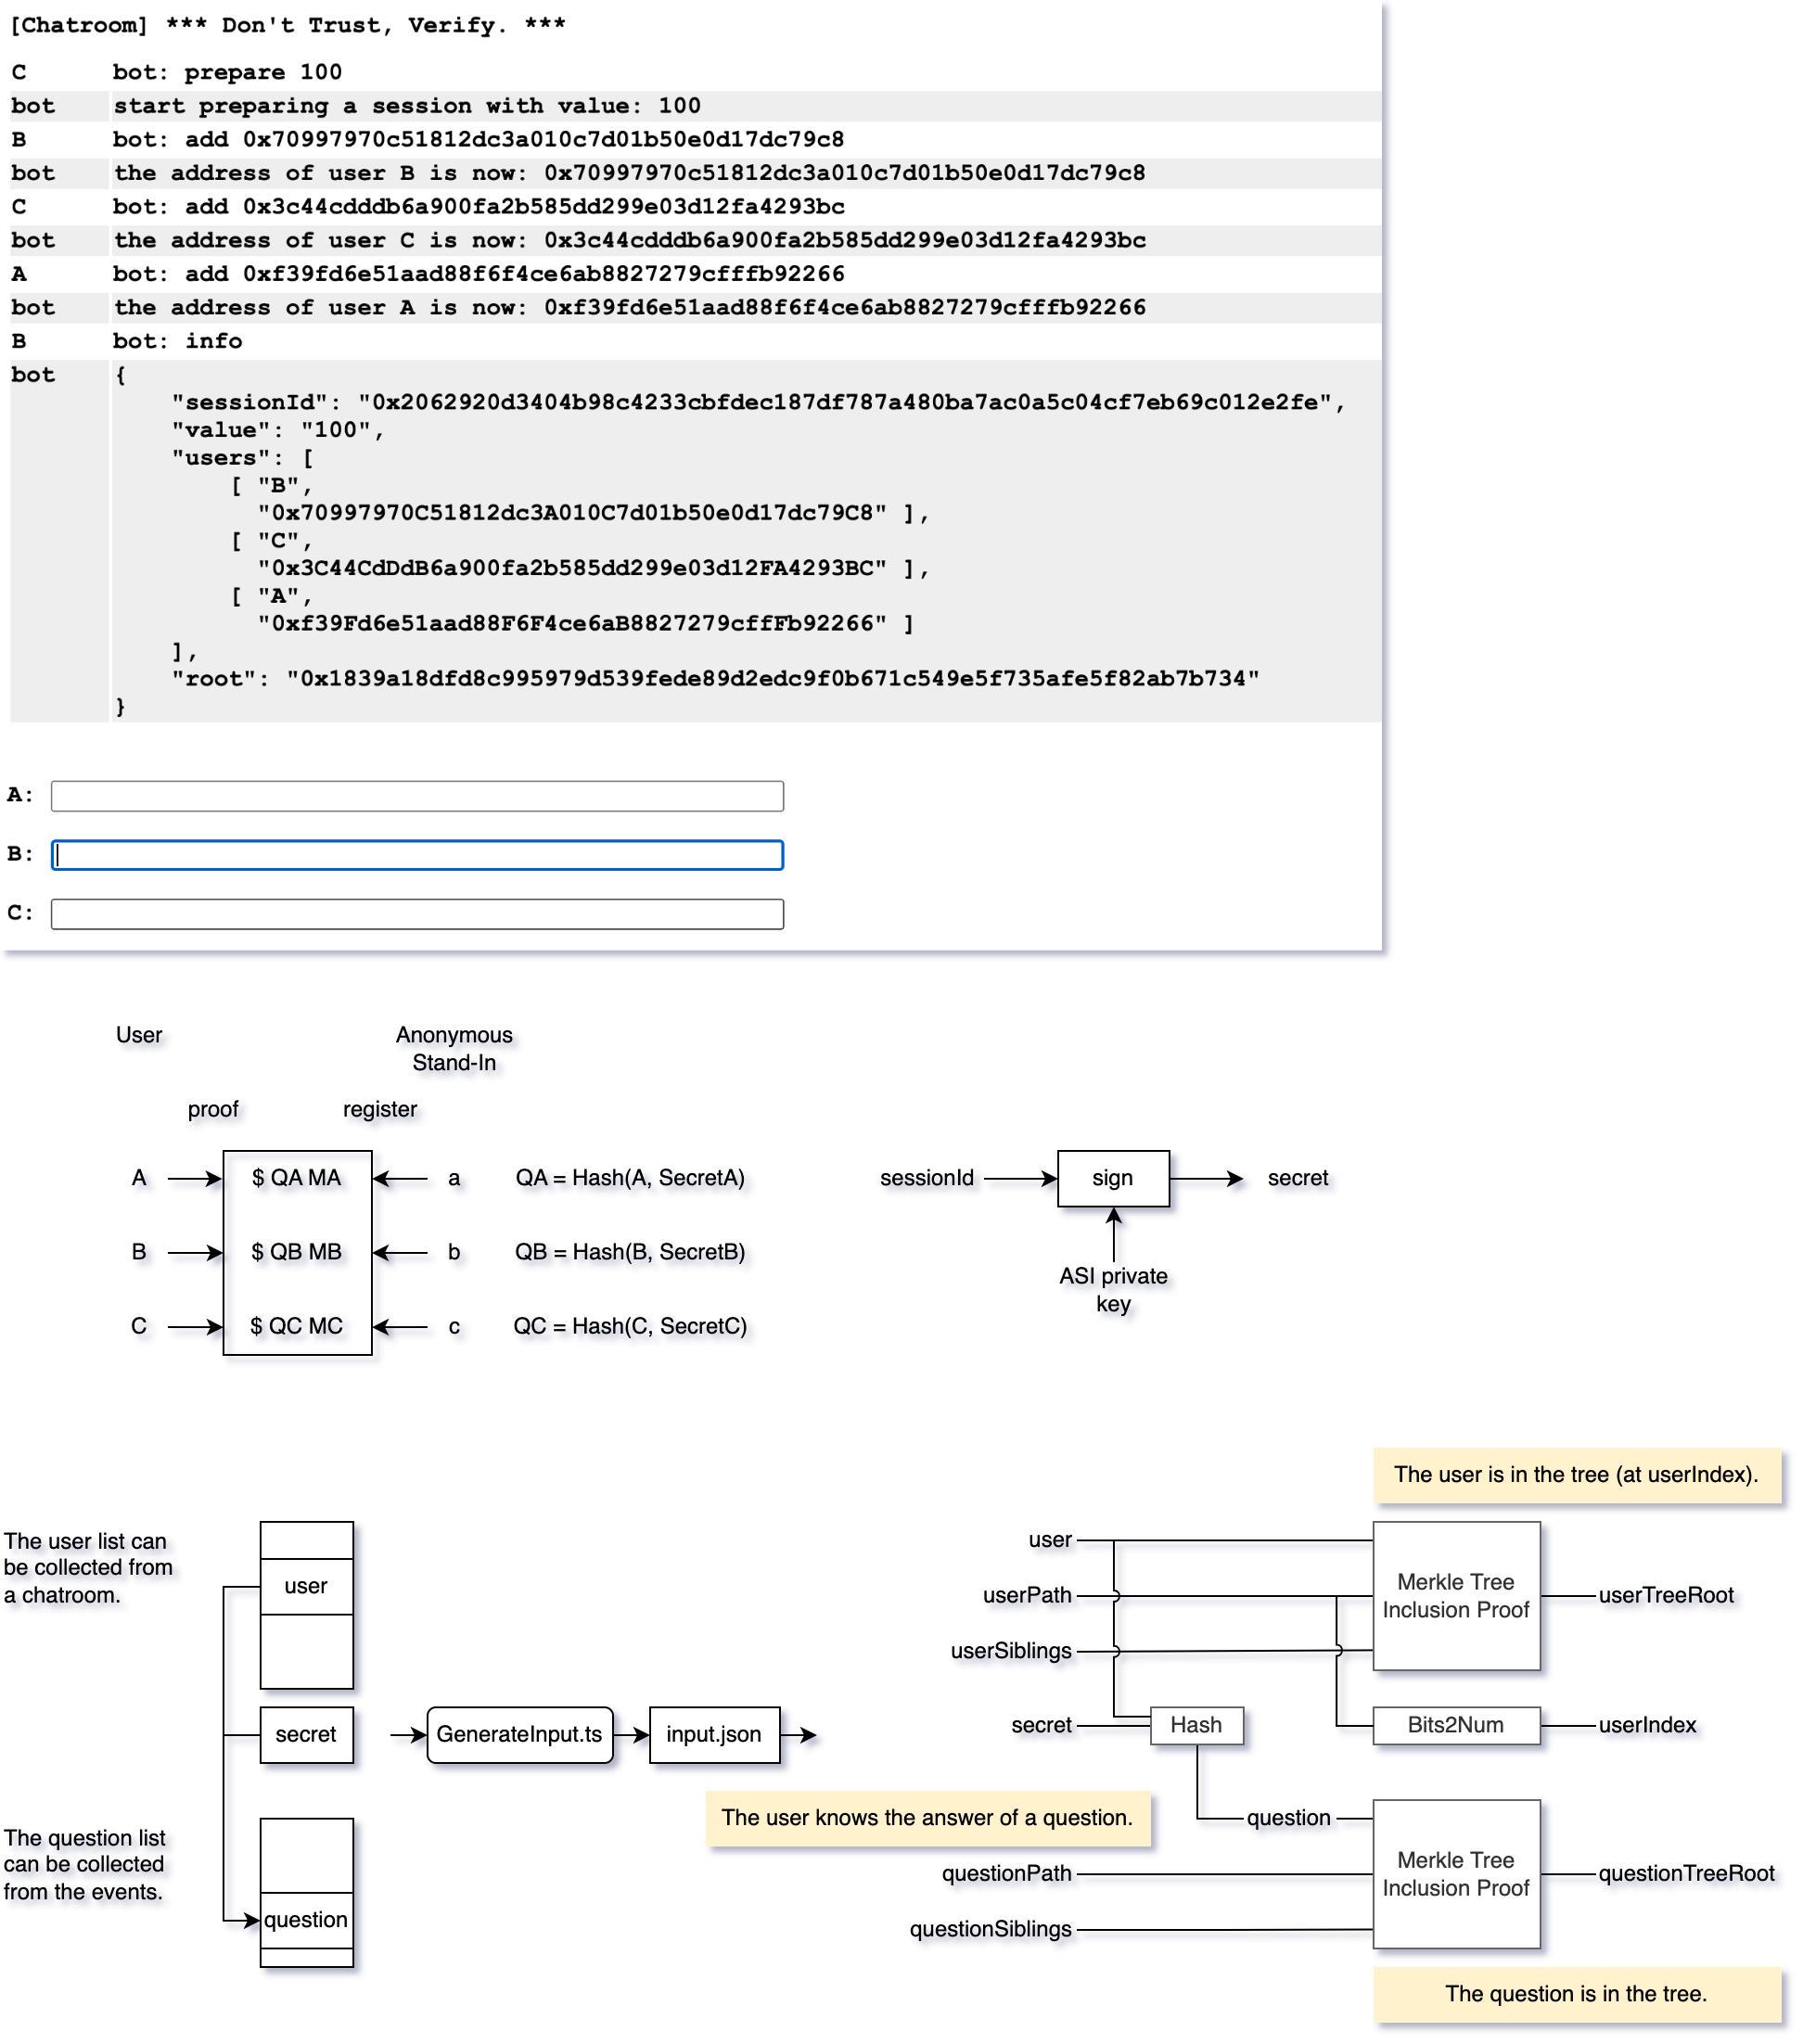 [Chatroom] *** Don't Trust, Verify. ***
C bot: prepare 100
bot start preparing a session with value: 100
B bot: add 0x70997970c51812dc3a010c7d01b50e0d17dc79c8
bot the address of user B is now: 0x70997970c51812dc3a010c7d01b50e0d17dc79c8
C bot: add 0x3c44cdddb6a900fa2b585dd299e03d12fa4293bc
bot the address of user C is now: 0x3c44cdddb6a900fa2b585dd299e03d12fa4293bc
A bot: add 0xf39fd6e51aad88f6f4ce6ab8827279cfffb92266
bot the address of user A is now: 0xf39fd6e51aad88f6f4ce6ab8827279cfffb92266
B bot: info
bot {
"sessionId": "0x2062920d3404b98c4233cbfdec187df787a480ba7ac0a5c04cf7eb69c012e2fe",
"value": "100",
"users": [
[ "B",
"0x70997970C51812dc3A010C7d01b50e0d17dc79C8" ],
[ "C",
"0x3C44CdDdB6a900fa2b585dd299e03d12FA4293BC" ],
[ "A",
"0xf39Fd6e51aad88F6F4ce6aB8827279cffFb92266" ]
],
"root": "0x1839a18dfd8c995979d539fede89d2edc9f0b671c549e5f735afe5f82ab7b734"
}
A:
B:
C:
User
Anonymous
Stand-In
proof
register
A $ QA MA a QA = Hash(A, SecretA)
B $ QB MB b QB = Hash(B, SecretB)
C $ QC MC c QC = Hash(C, SecretC)
sessionId sign secret
ASI private
key
The user list can
be collected from
a chatroom.
user
secret
GenerateInput.ts
input.json
The question list
can be collected
from the events.
question
The user is in the tree (at userIndex).
user
userPath
userSiblings
Merkle Tree
Inclusion Proof
userTreeRoot
secret
Hash
Bits2Num
userIndex
The user knows the answer of a question.
question
questionPath
questionSiblings
Merkle Tree
Inclusion Proof
questionTreeRoot
The question is in the tree.